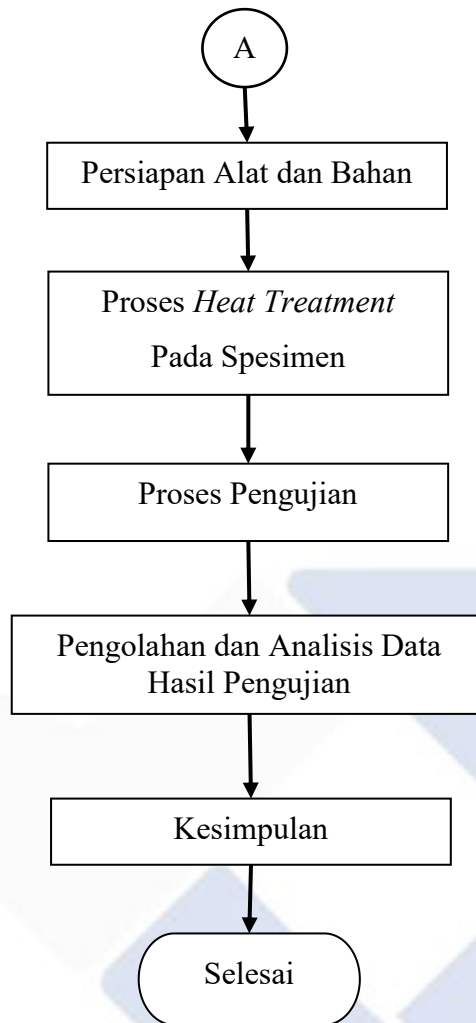 A
Persiapan Alat dan Bahan
Proses Heat Treatment
Pada Spesimen
Proses Pengujian
Pengolahan dan Analisis Data
Hasil Pengujian
Kesimpulan
Selesai